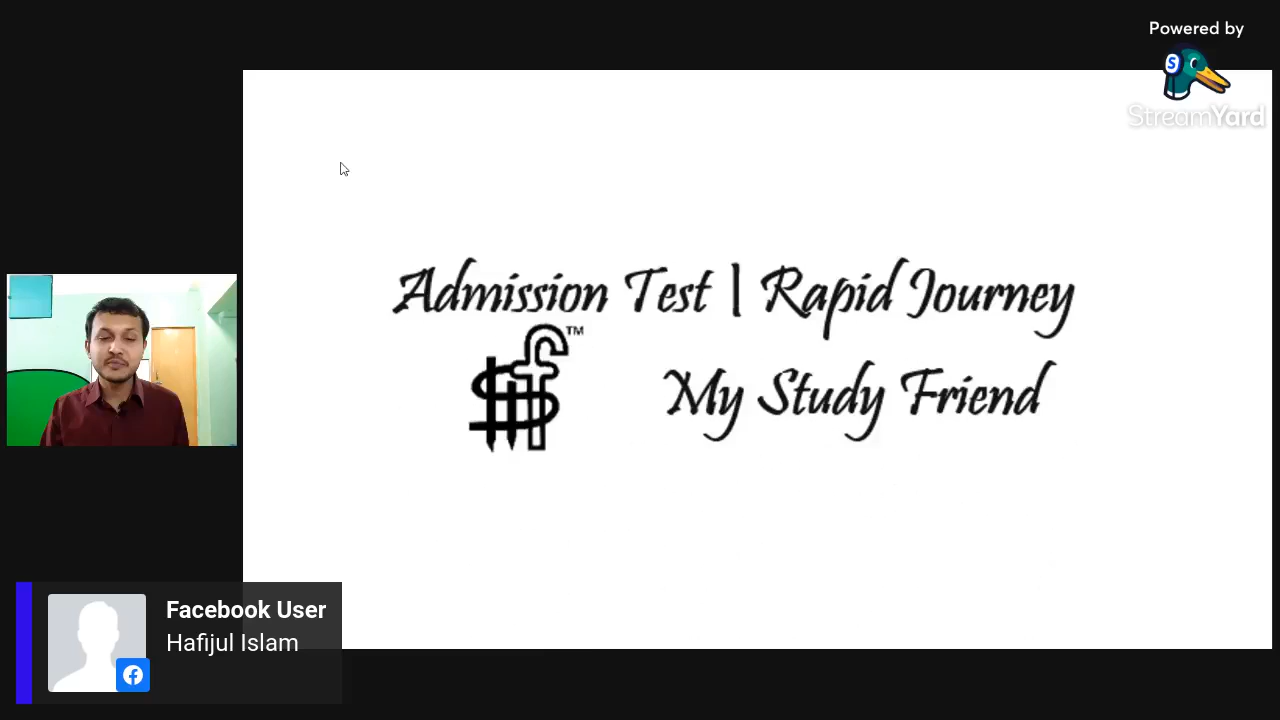 Powered by
StreamYard
Admission Test | Rapid Journey
TM
My Study Friend
Facebook User
Hafijul Islam